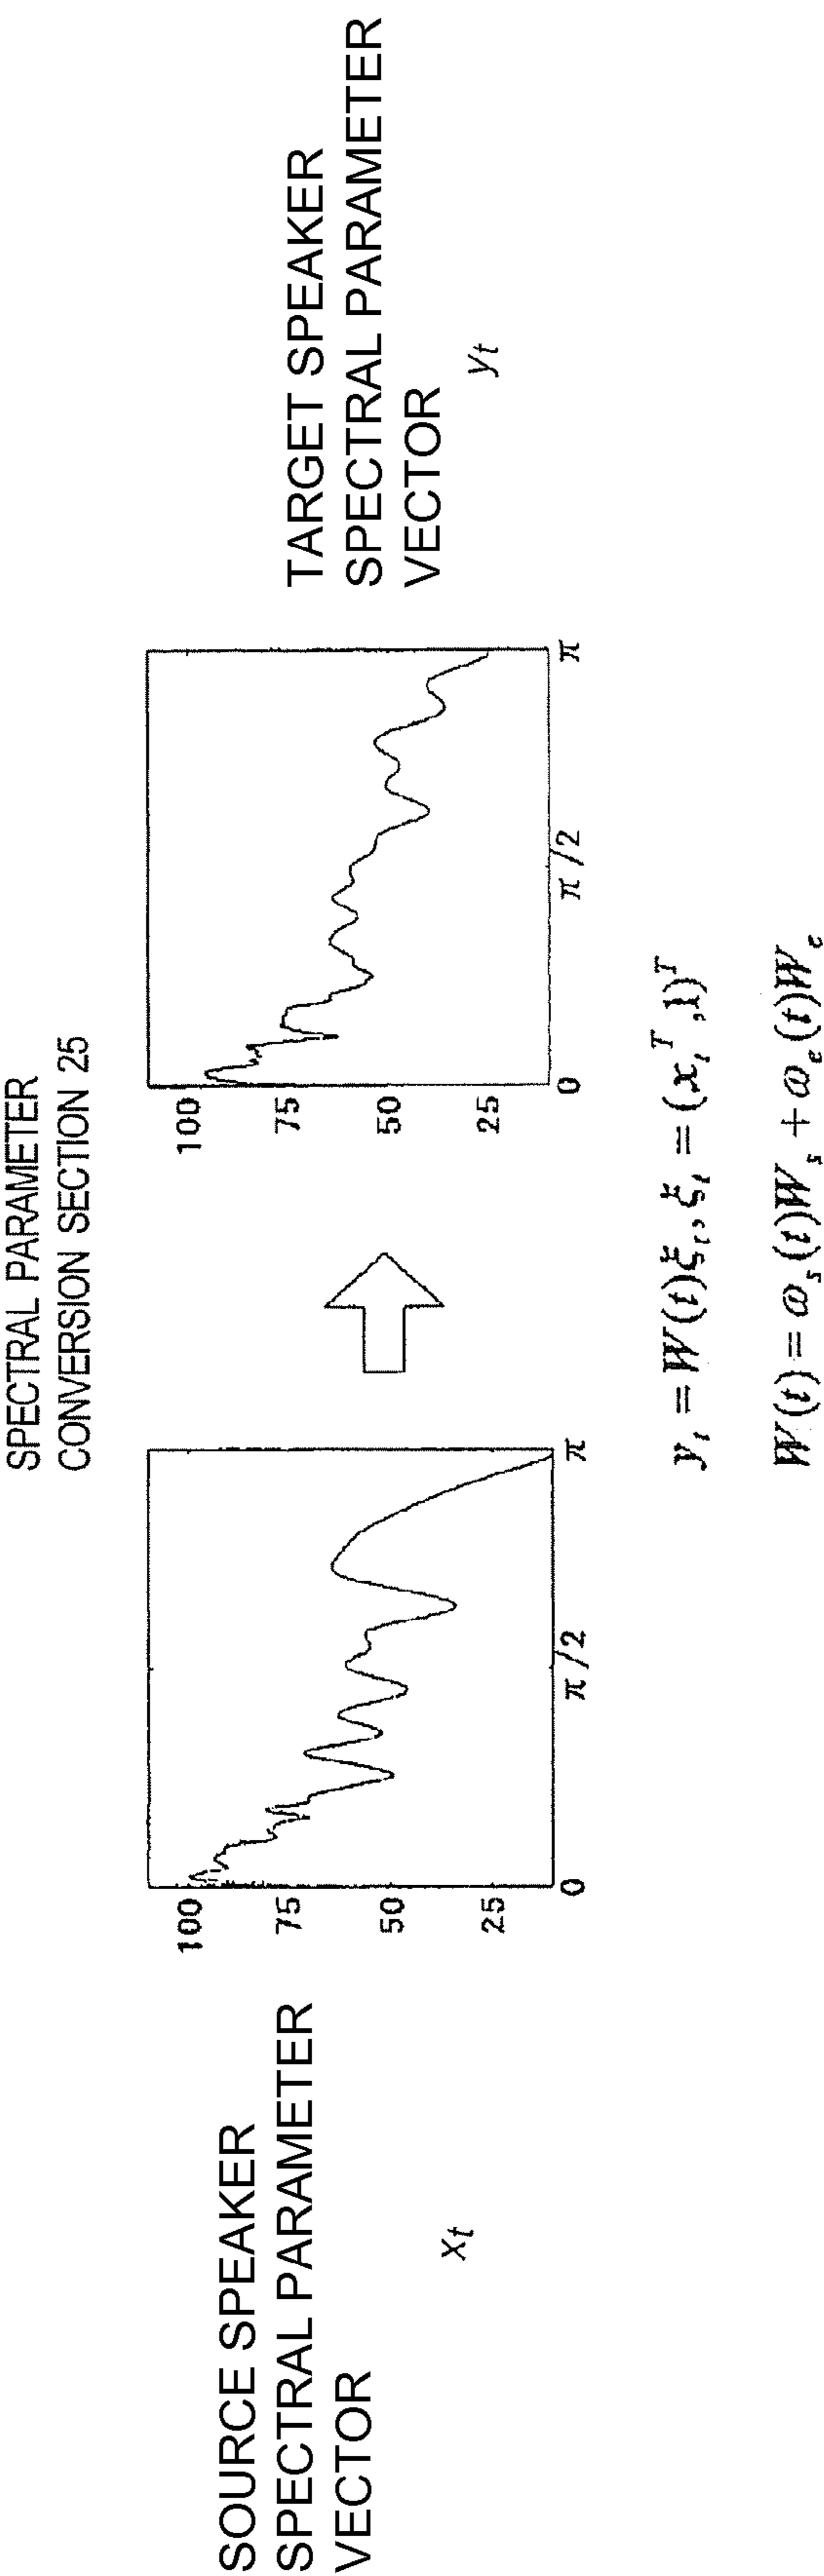 SPECTRAL PARAMETER
CONVERSION SECTION 25
SOURCE SPEAKER
SPECTRAL PARAMETER
VECTOR
x_t
100
75
50
25
0
π/2
π
100
75
50
25
0
π/2
π
TARGET SPEAKER
SPECTRAL PARAMETER
VECTOR
y_t
y_t = W(t)ξ_t, ξ_t = (x_t^T, 1)^T
W(t) = ω_s(t)W_s + ω_e(t)W_e